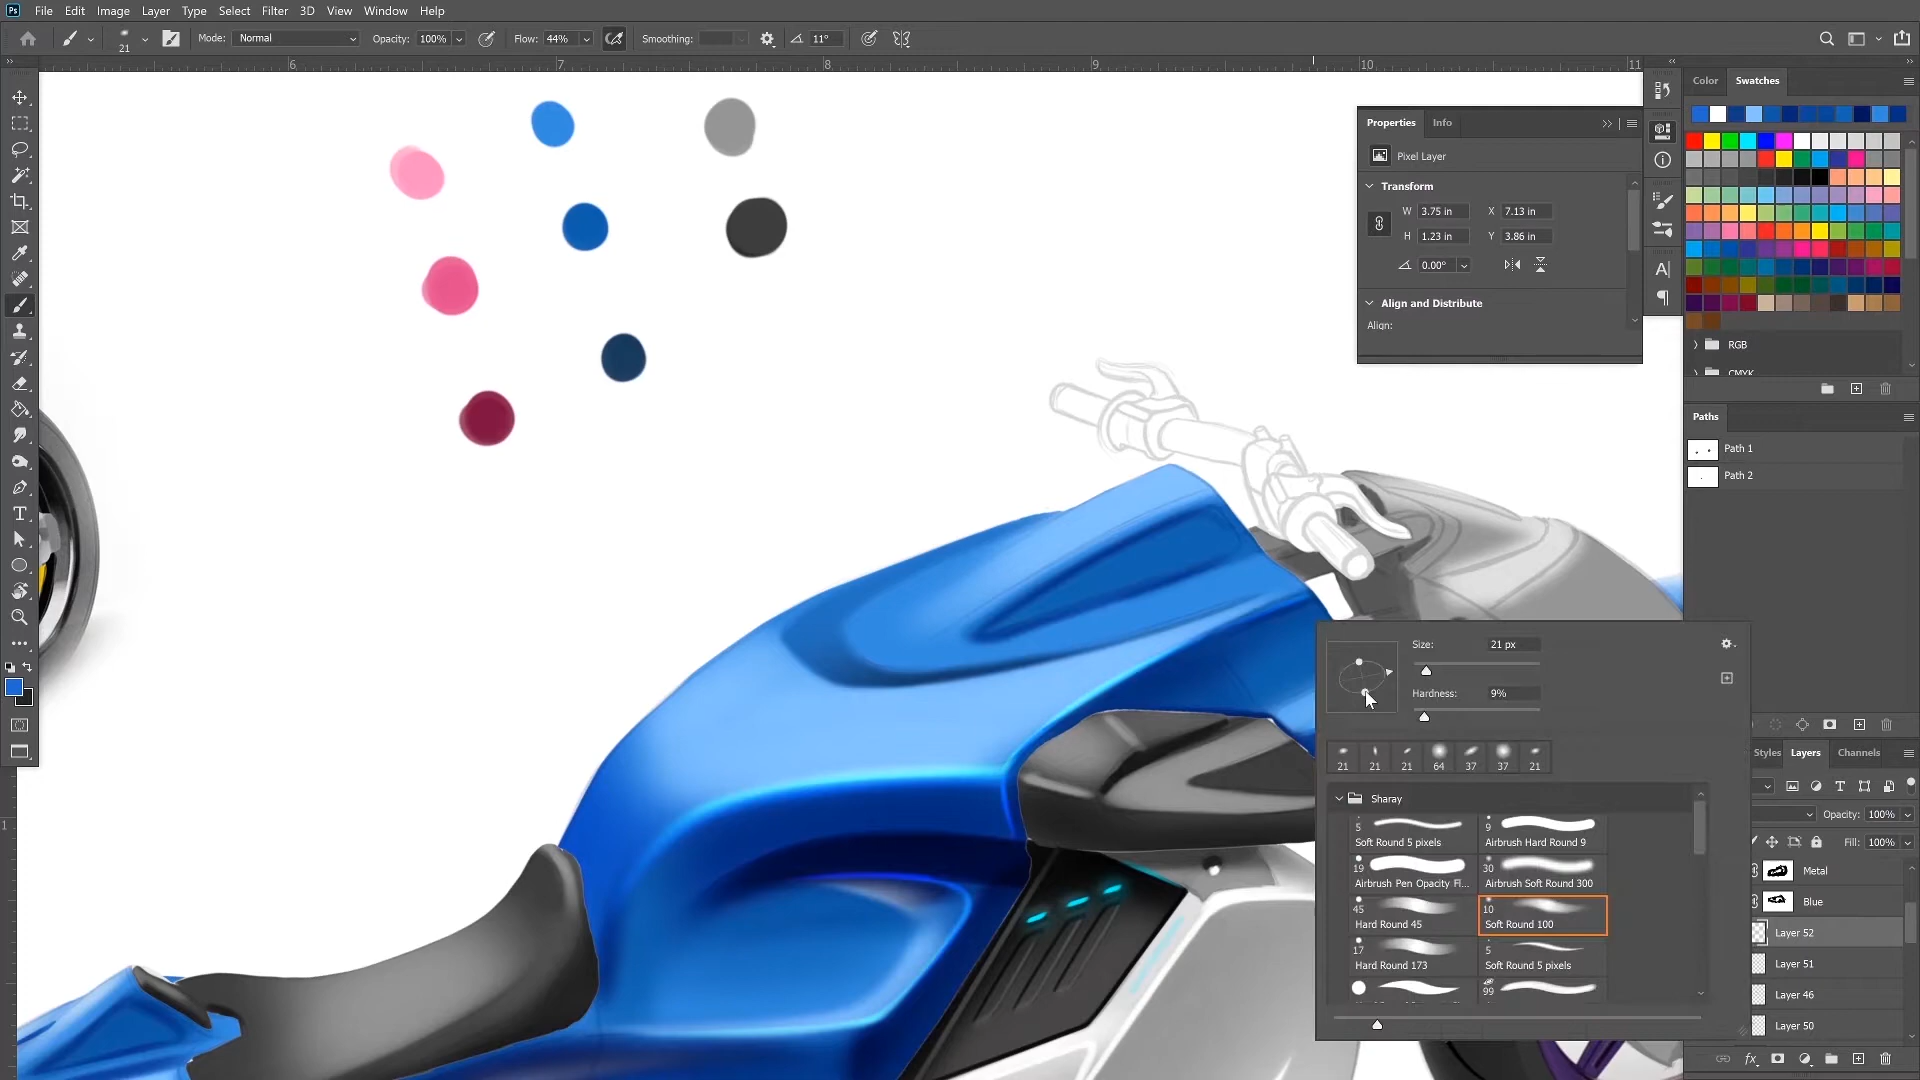 Ps File Edit Image Layer Type Select Filter 3D View Window Help
21 Mode: Normal Opacity: 100% Flow: 44% Smoothing: 11°
6 7 8 9 10 11
Color Swatches
Properties Info
Pixel Layer
Transform
W 3.75 in X 7.13 in
H 1.23 in Y 3.86 in
0.00°
Align and Distribute
Align:
RGB
CMYK
Paths
Path 1
Path 2
Size: 21 px
Hardness: 9%
21 21 21 64 37 37 21
Sharay
5 Soft Round 5 pixels
9 Airbrush Hard Round 9
19 Airbrush Pen Opacity Fl...
30 Airbrush Soft Round 300
45 Hard Round 45
10 Soft Round 100
17 Hard Round 173
5 Soft Round 5 pixels
99
Styles Layers Channels
Opacity: 100%
Fill: 100%
Metal
Blue
Layer 52
Layer 51
Layer 46
Layer 50
fx
1